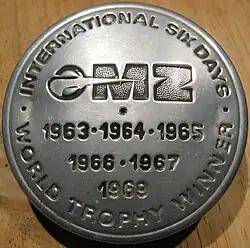 INTERNATIONAL SIX DAYS
MZ
1963 · 1964 · 1965
1966 · 1967
1969
· WORLD TROPHY WINNER ·